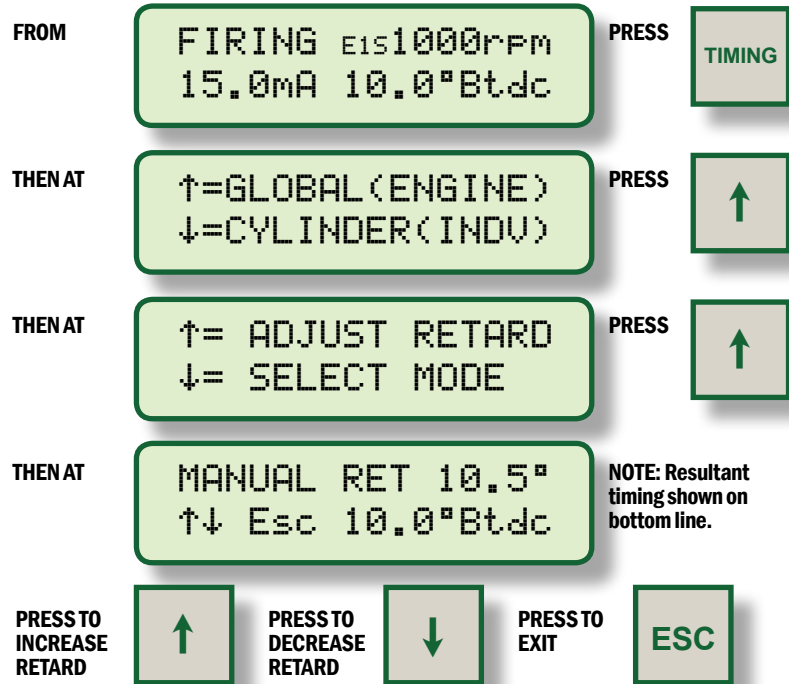 FROM
FIRING E1S1000rpm
15.0mA 10.0°Btdc
PRESS
TIMING
THEN AT
↑=GLOBAL(ENGINE)
↓=CYLINDER(INDV)
PRESS
↑
THEN AT
↑= ADJUST RETARD
↓= SELECT MODE
PRESS
↑
THEN AT
MANUAL RET 10.5°
↑↓ Esc 10.0°Btdc
NOTE: Resultant
timing shown on
bottom line.
PRESS TO
INCREASE
RETARD
↑
PRESS TO
DECREASE
RETARD
↓
PRESS TO
EXIT
ESC